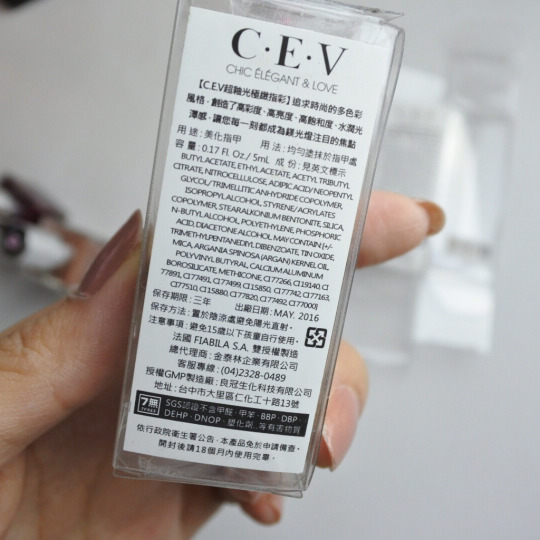 C·E·V
CHIC ÉLÉGANT & LOVE
【C.E.V超釉光極緻指彩】追求時尚的多色彩
風格，創造了高彩度、高亮度、高飽和度、水潤光
澤感，讓您每一刻都成為鎂光燈注目的焦點
用途：美化指甲 用法：均勻塗抹於指甲處
容量：0.17 Fl. Oz/ 5mL 成份：見英文標示
BUTYL ACETATE, ETHYL ACETATE, ACETYL TRIBUTYL
CITRATE, NITROCELLULOSE, ADIPIC ACID/ NEOPENTYL
GLYCOL/ TRIMELLITIC ANHYDRIDE COPOLYMER,
ISOPROPYL ALCOHOL, STYRENE/ ACRYLATES
COPOLYMER, STEARALKONIUM BENTONITE, SILICA,
N-BUTYL ALCOHOL, POLYETHYLENE, PHOSPHORIC
ACID, DIACETONE ALCOHOL. MAY CONTAIN [+/-
TRIMETHYLPENTANEDIYL DIBENZOATE, TIN OXIDE,
MICA, ARGANIA SPINOSA (ARGAN) KERNEL OIL,
POLYVINYL BUTYRAL, CALCIUM ALUMINUM
BOROSILICATE, METHICONE, CI77266, CI19140, CI
77891, CI77491, CI77499, CI15850, CI77742, CI77163,
CI77510, CI15880, CI77820, CI77492, CI77000]
保存期限：三年 出廠日期：MAY. 2016
保存方法：置於陰涼處避免陽光直射。
注意事項：避免15歲以下孩童自行使用。
法國 FIABILA S.A. 雙授權製造
總代理商：金泰林企業有限公司
客服專線：(04)2328-0489
授權GMP製造廠：良冠生化科技有限公司
地址：台中市大里區仁化工十路13號
7無 SGS認證不含甲醛．甲苯．BBP．DBP．
7FREE DEHP．DNOP．塑化劑...等有害物質
依行政院衛生署公告，本產品免於申請備查。
開封後請18個月內使用完畢。